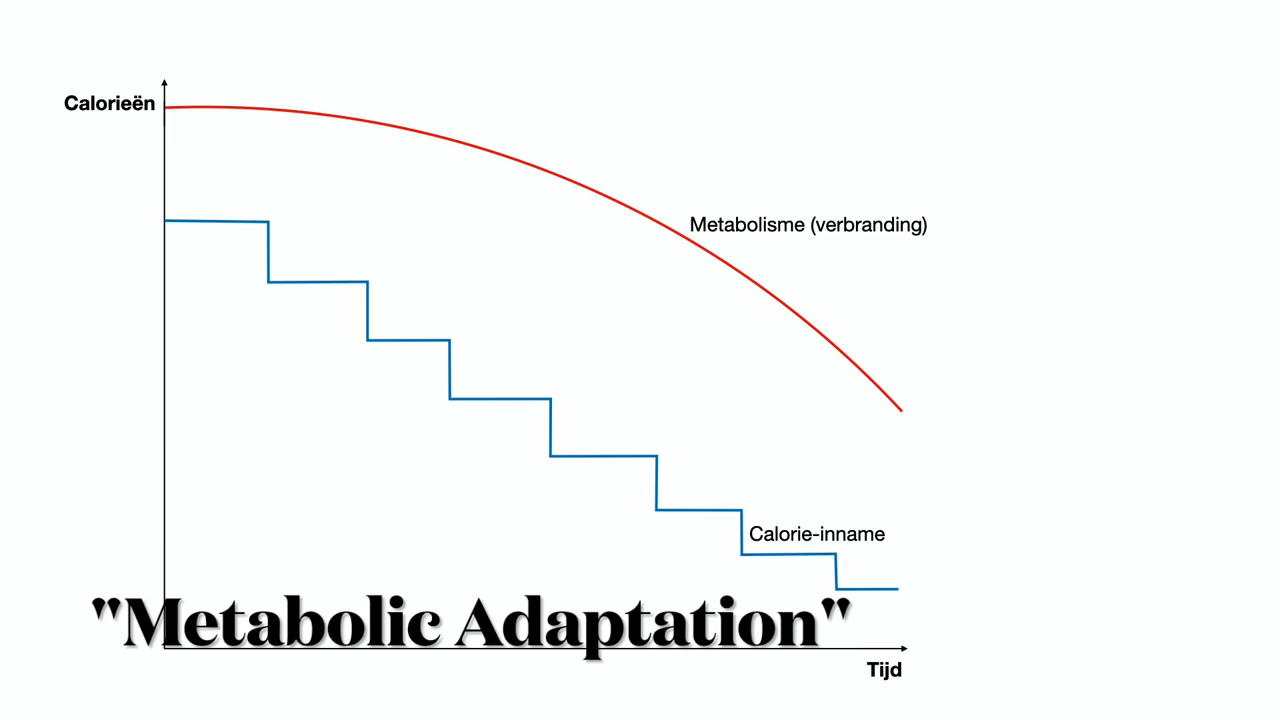 Calorieën
Metabolisme (verbranding)
Calorie-inname
"Metabolic Adaptation"
Tijd